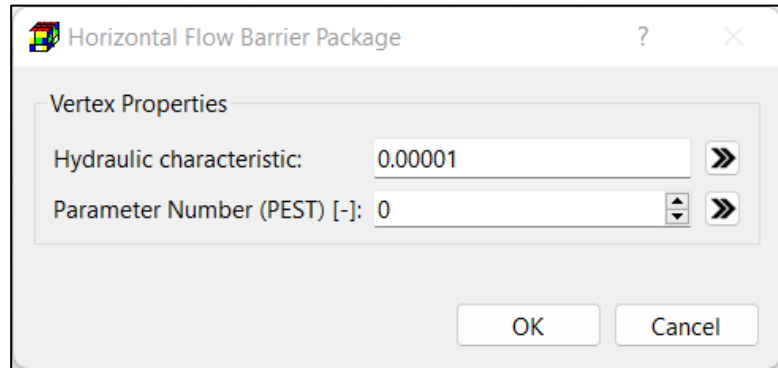 Horizontal Flow Barrier Package ?
Vertex Properties
Hydraulic characteristic: 0.00001
Parameter Number (PEST) [-]: 0
OK Cancel